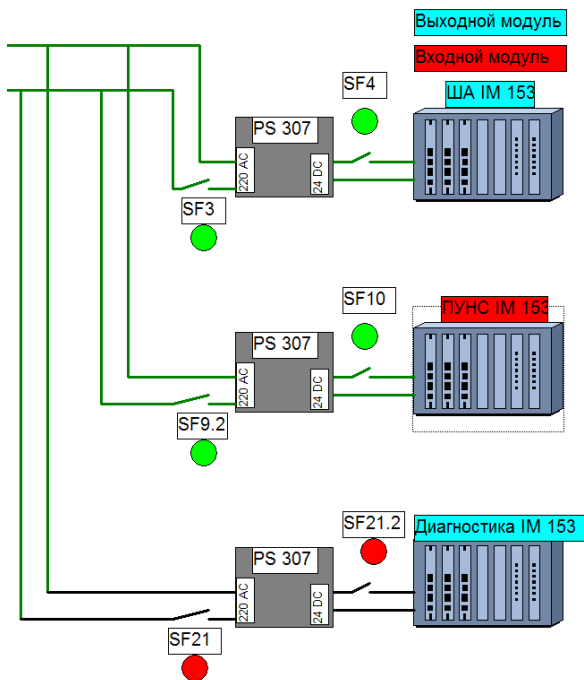 Выходной модуль
Входной модуль
SF4
ША IM 153
PS 307
220 AC
24 DC
SF3
SF10
ПУНС IM 153
PS 307
220 AC
24 DC
SF9.2
SF21.2
Диагностика IM 153
PS 307
220 AC
24 DC
SF21